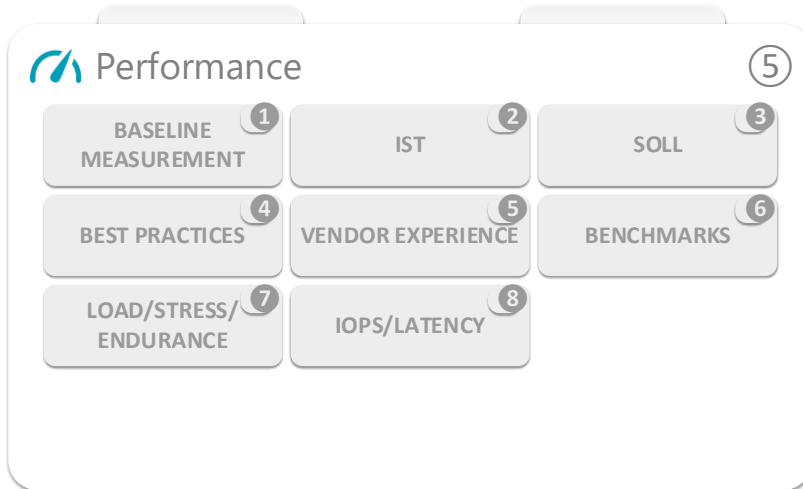 Performance
5
1
BASELINE
MEASUREMENT
2
IST
3
SOLL
4
BEST PRACTICES
5
VENDOR EXPERIENCE
6
BENCHMARKS
7
LOAD/STRESS/
ENDURANCE
8
IOPS/LATENCY